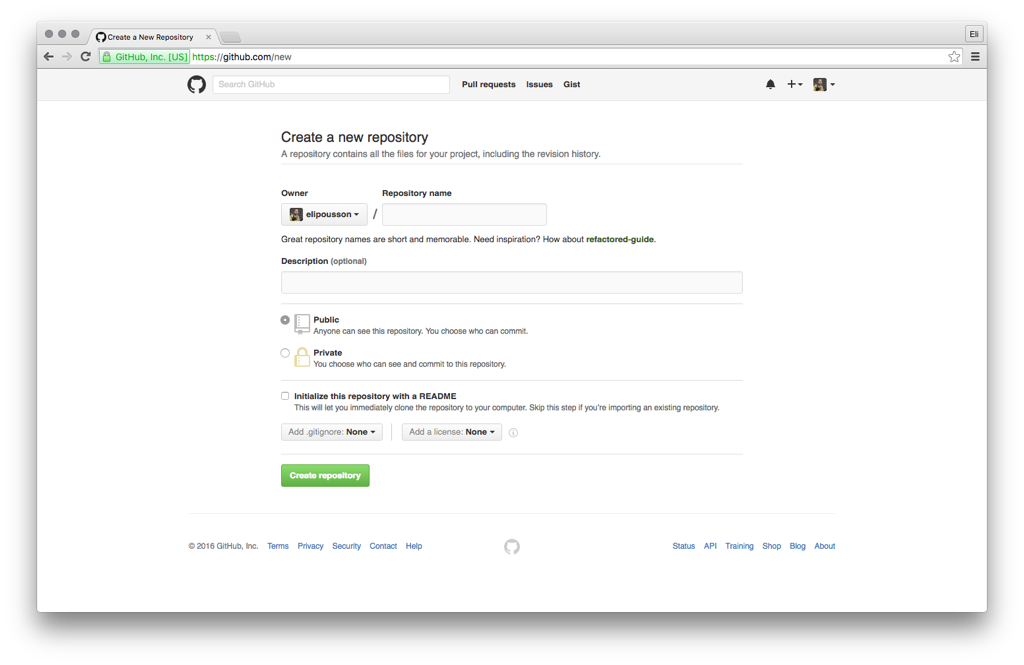 Create a New Repository
Eli
GitHub, Inc. [US] https://github.com/new
Search GitHub Pull requests Issues Gist
Create a new repository
A repository contains all the files for your project, including the revision history.
Owner Repository name
elipousson /
Great repository names are short and memorable. Need inspiration? How about refactored-guide.
Description (optional)
Public
Anyone can see this repository. You choose who can commit.
Private
You choose who can see and commit to this repository.
Initialize this repository with a README
This will let you immediately clone the repository to your computer. Skip this step if you're importing an existing repository.
Add .gitignore: None Add a license: None
Create repository
© 2016 GitHub, Inc. Terms Privacy Security Contact Help Status API Training Shop Blog About